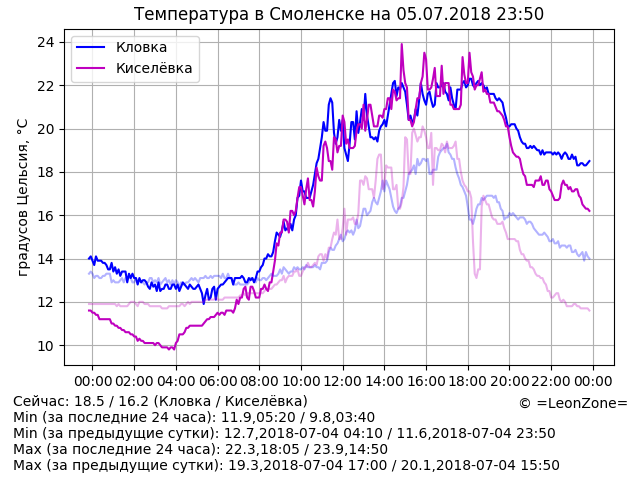 Температура в Смоленске на 05.07.2018 23:50
градусов Цельсия, °C
24
22
20
18
16
14
12
10
Кловка
Киселёвка
00:00 02:00 04:00 06:00 08:00 10:00 12:00 14:00 16:00 18:00 20:00 22:00 00:00
Сейчас: 18.5 / 16.2 (Кловка / Киселёвка)
© =LeonZone=
Min (за последние 24 часа): 11.9,05:20 / 9.8,03:40
Min (за предыдущие сутки): 12.7,2018-07-04 04:10 / 11.6,2018-07-04 23:50
Max (за последние 24 часа): 22.3,18:05 / 23.9,14:50
Max (за предыдущие сутки): 19.3,2018-07-04 17:00 / 20.1,2018-07-04 15:50